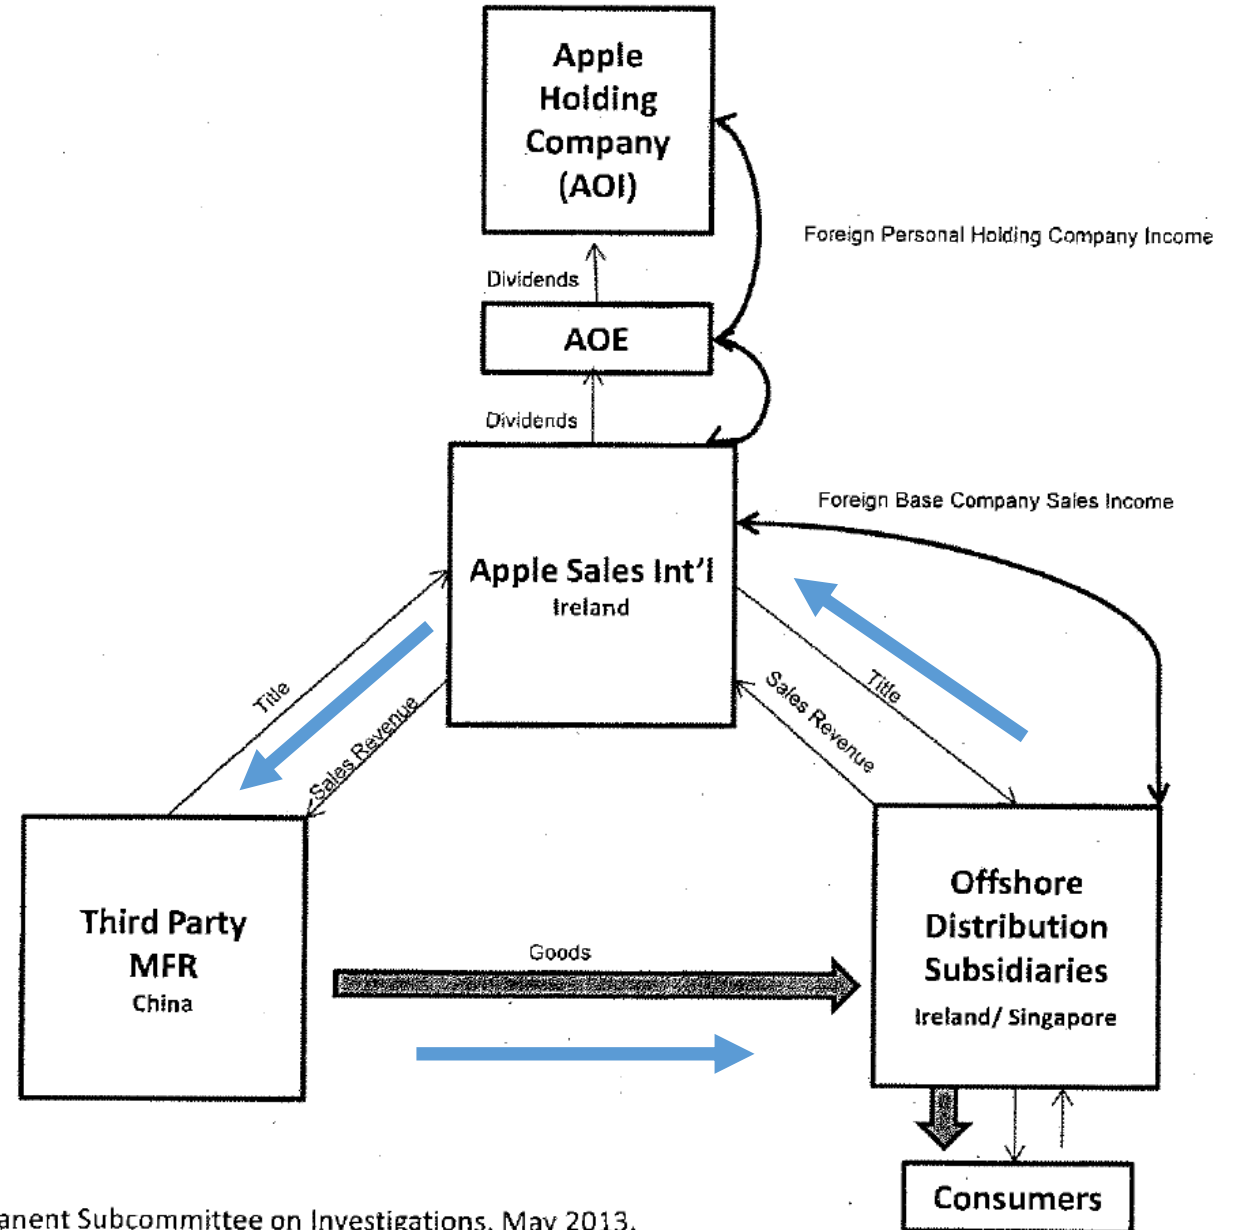 Apple
Holding
Company
(AOI)
Foreign Personal Holding Company Income
Dividends
AOE
Dividends
Foreign Base Company Sales Income
Apple Sales Int'l
Ireland
Title
Sales Revenue
Sales Revenue
Title
Third Party
MFR
China
Goods
Offshore
Distribution
Subsidiaries
Ireland/ Singapore
Consumers
anent Subcommittee on Investigations, May 2013.